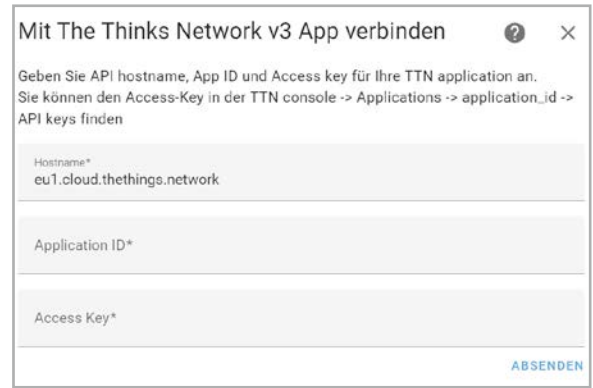 Mit The Thinks Network v3 App verbinden
Geben Sie API hostname, App ID und Access key für Ihre TTN application an.
Sie können den Access-Key in der TTN console -> Applications -> application_id ->
API keys finden
Hostname*
eu1.cloud.thethings.network
Application ID*
Access Key*
ABSENDEN